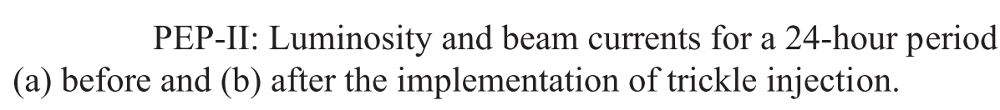 PEP-II: Luminosity and beam currents for a 24-hour period
(a) before and (b) after the implementation of trickle injection.